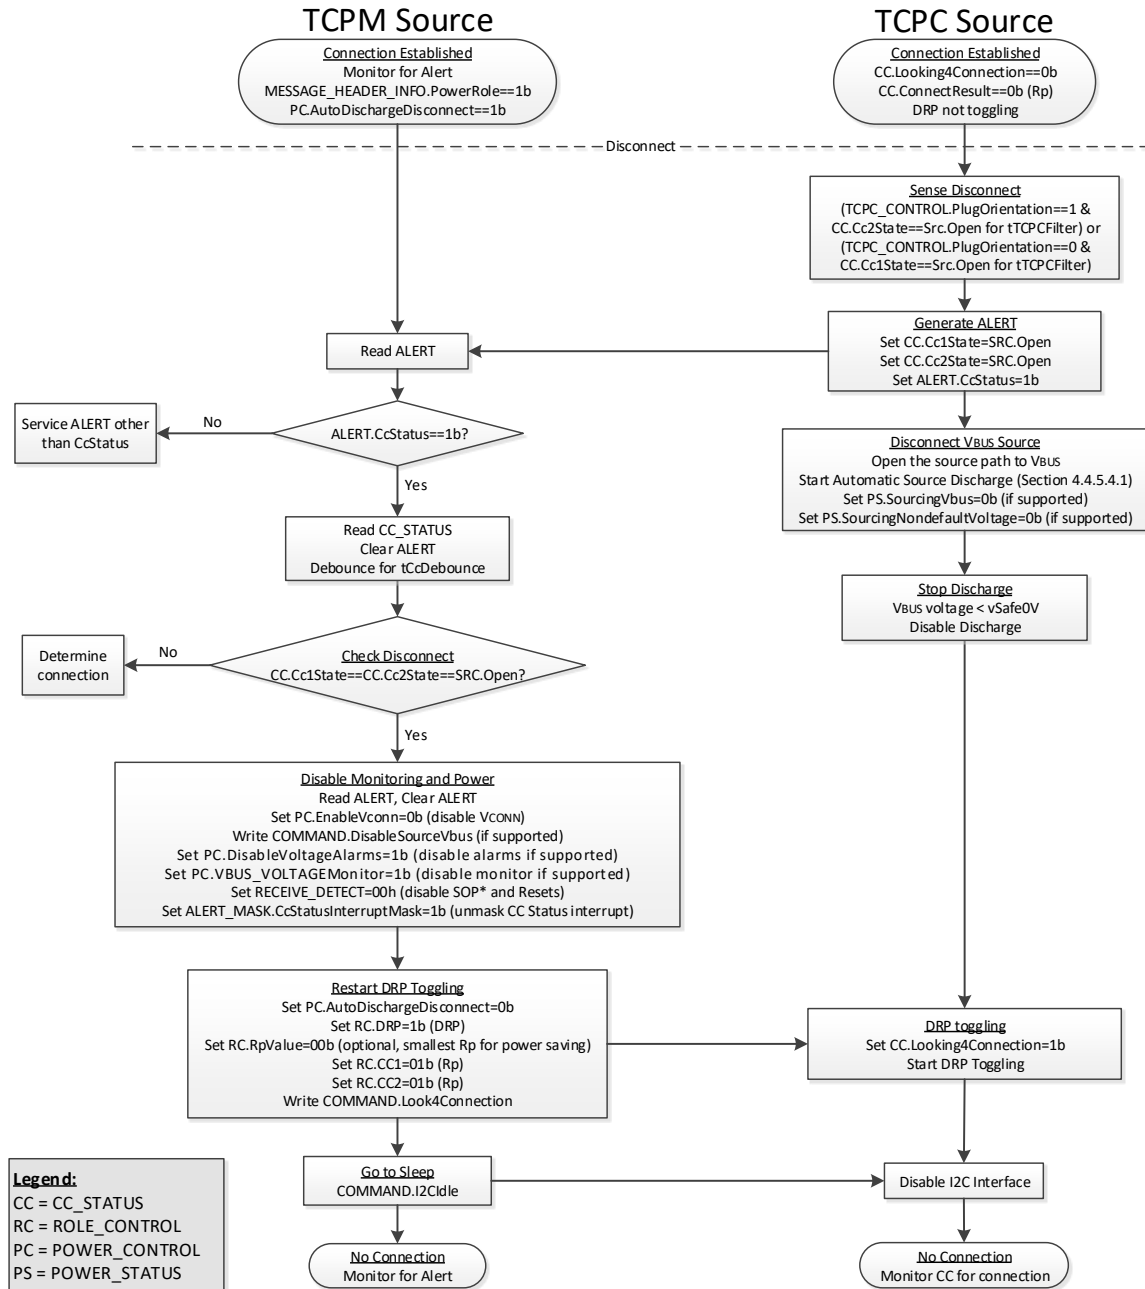 TCPM Source
Connection Established
Monitor for Alert
MESSAGE_HEADER_INFO.PowerRole==1b
PC.AutoDischargeDisconnect==1b
TCPC Source
Connection Established
CC.Looking4Connection==0b
CC.ConnectResult==0b (Rp)
DRP not toggling
Disconnect
Sense Disconnect
(TCPC_CONTROL.PlugOrientation==1 &
CC.Cc2State==Src.Open for tTCPCFilter) or
(TCPC_CONTROL.PlugOrientation==0 &
CC.Cc1State==Src.Open for tTCPCFilter)
Generate ALERT
Set CC.Cc1State=SRC.Open
Set CC.Cc2State=SRC.Open
Set ALERT.CcStatus=1b
Read ALERT
ALERT.CcStatus==1b?
No
Service ALERT other
than CcStatus
Yes
Disconnect VBUS Source
Open the source path to VBUS
Start Automatic Source Discharge (Section 4.4.5.4.1)
Set PS.SourcingVbus=0b (if supported)
Set PS.SourcingNondefaultVoltage=0b (if supported)
Read CC_STATUS
Clear ALERT
Debounce for tCcDebounce
Stop Discharge
VBUS voltage < vSafe0V
Disable Discharge
Check Disconnect
CC.Cc1State==CC.Cc2State==SRC.Open?
No
Determine
connection
Yes
Disable Monitoring and Power
Read ALERT, Clear ALERT
Set PC.EnableVconn=0b (disable VCONN)
Write COMMAND.DisableSourceVbus (if supported)
Set PC.DisableVoltageAlarms=1b (disable alarms if supported)
Set PC.VBUS_VOLTAGEMonitor=1b (disable monitor if supported)
Set RECEIVE_DETECT=00h (disable SOP* and Resets)
Set ALERT_MASK.CcStatusInterruptMask=1b (unmask CC Status interrupt)
Restart DRP Toggling
Set PC.AutoDischargeDisconnect=0b
Set RC.DRP=1b (DRP)
Set RC.RpValue=00b (optional, smallest Rp for power saving)
Set RC.CC1=01b (Rp)
Set RC.CC2=01b (Rp)
Write COMMAND.Look4Connection
DRP toggling
Set CC.Looking4Connection=1b
Start DRP Toggling
Go to Sleep
COMMAND.I2CIdle
Disable I2C Interface
No Connection
Monitor for Alert
No Connection
Monitor CC for connection
Legend:
CC = CC_STATUS
RC = ROLE_CONTROL
PC = POWER_CONTROL
PS = POWER_STATUS